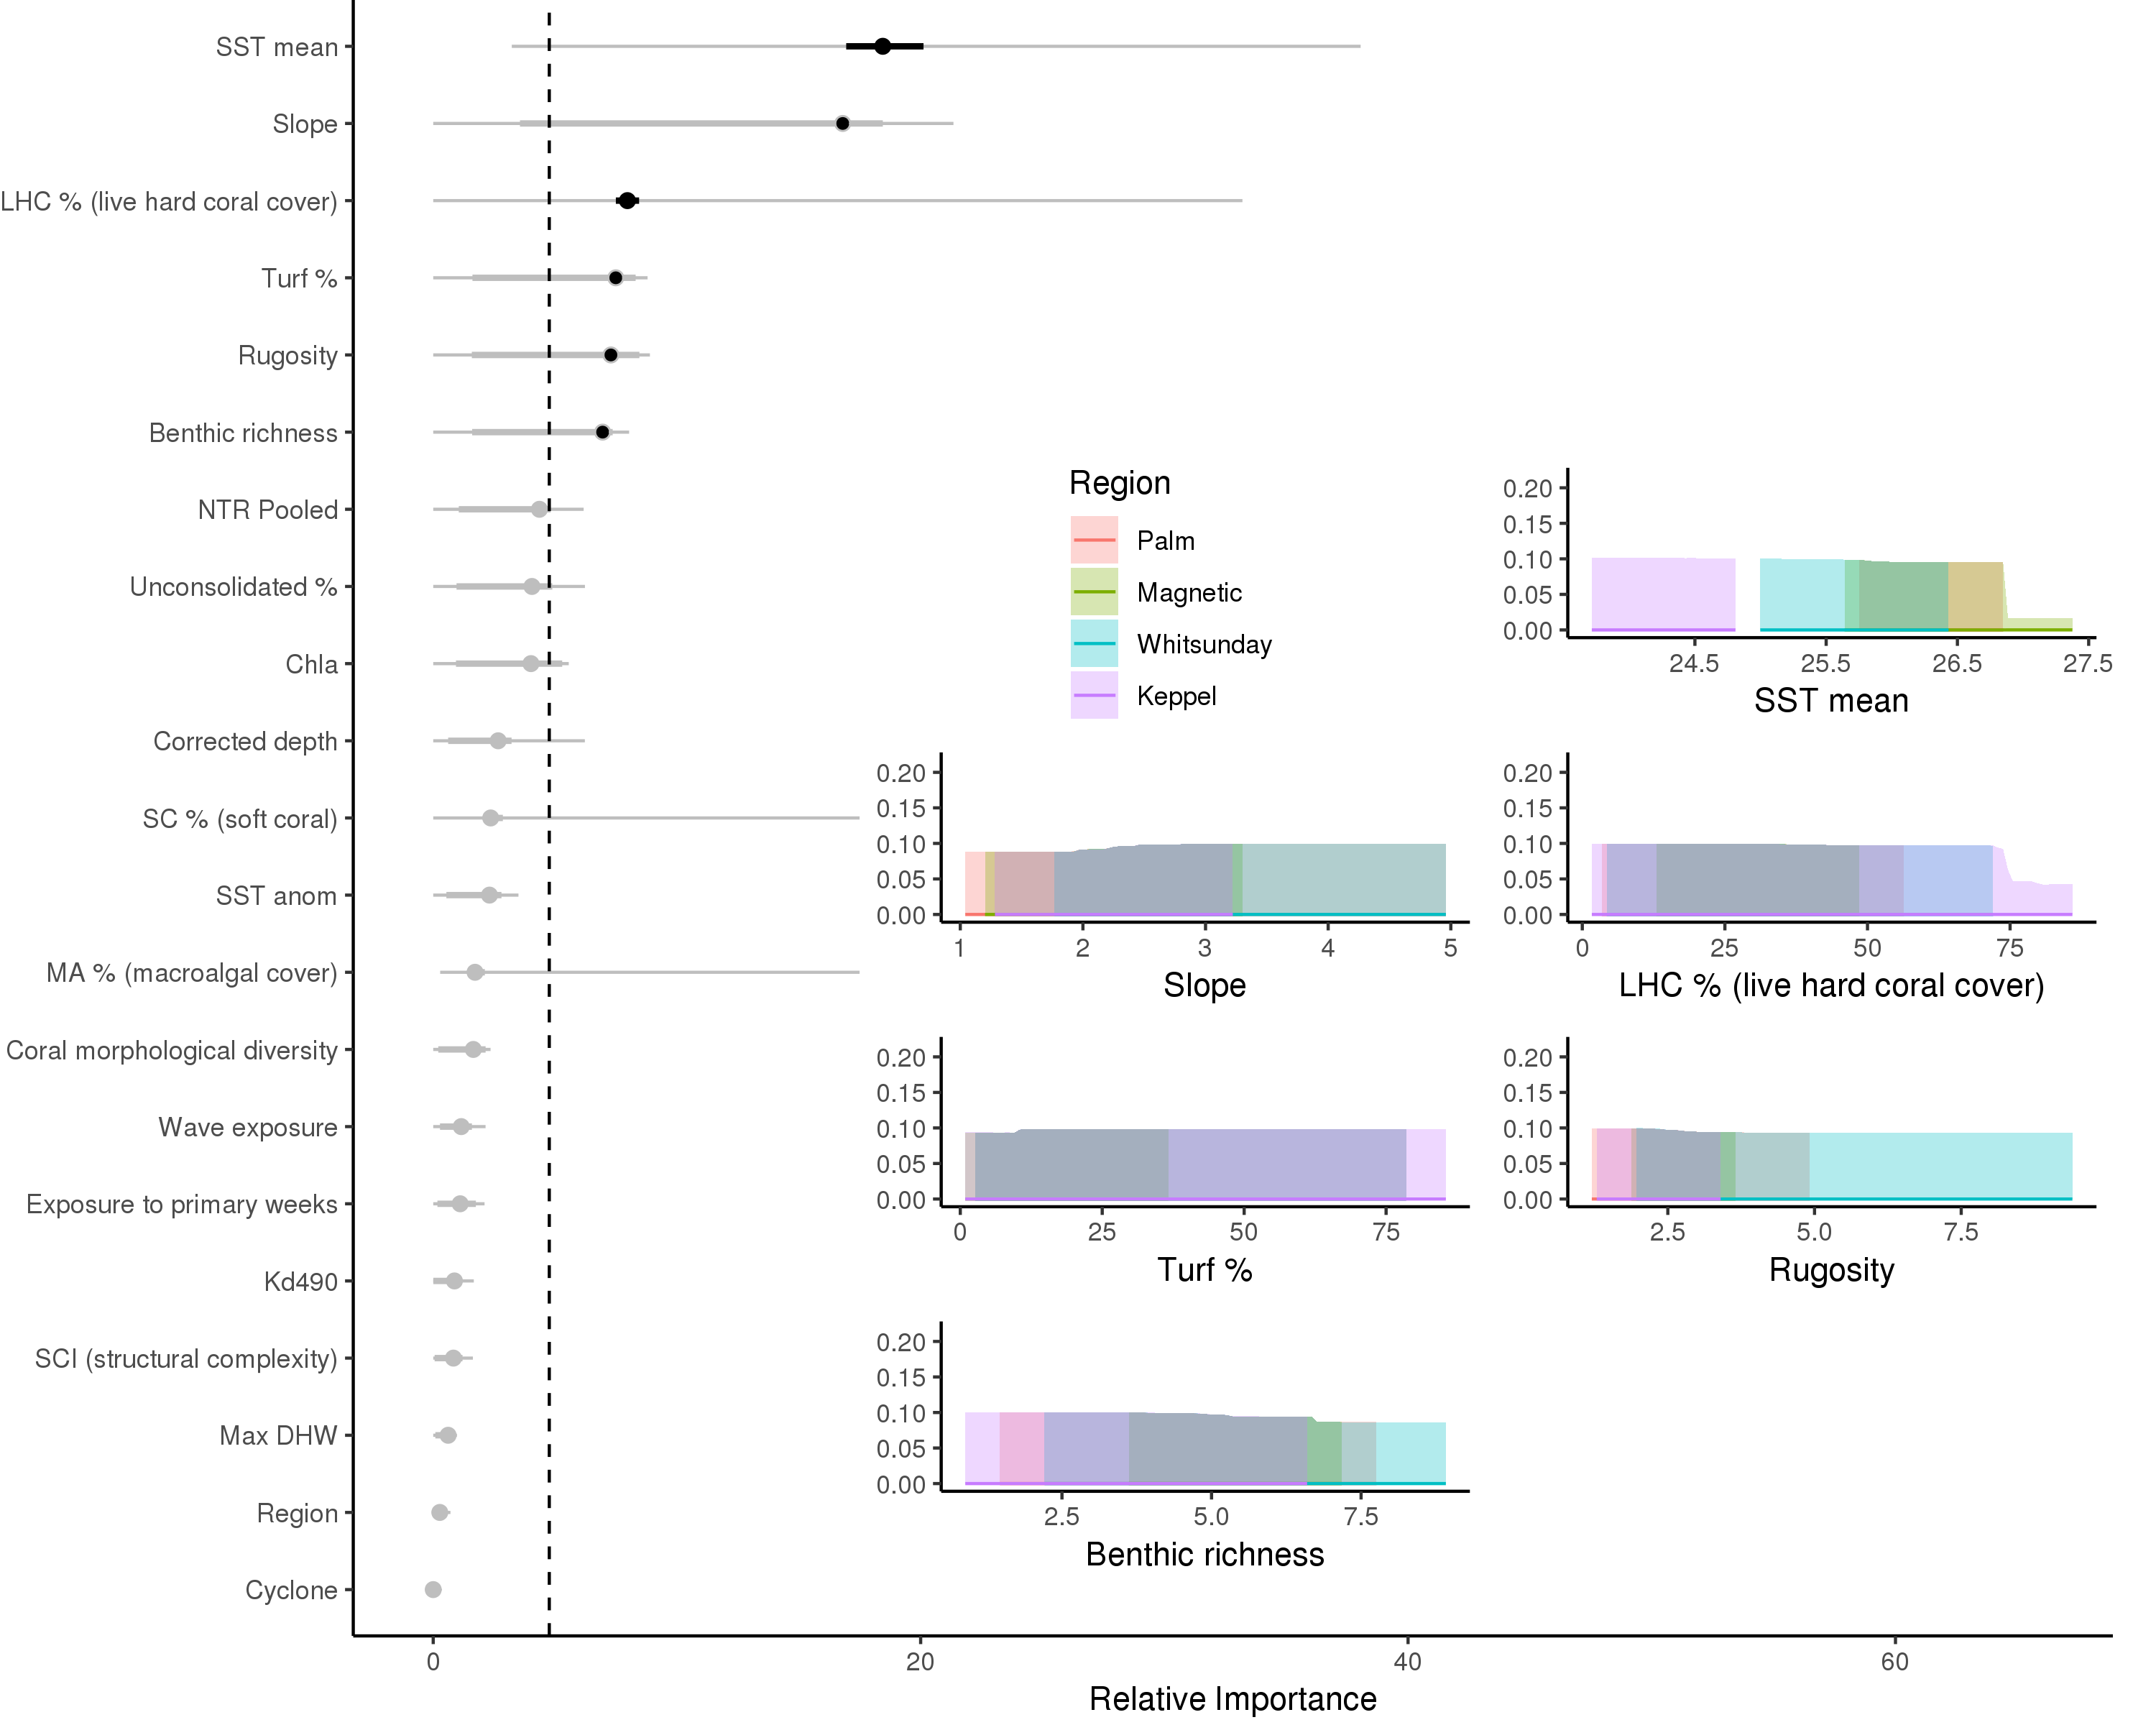 SST mean
Slope
LHC % (live hard coral cover)
Turf %
Rugosity
Benthic richness
NTR Pooled
Unconsolidated %
Chla
Corrected depth
SC % (soft coral)
SST anom
MA % (macroalgal cover)
Coral morphological diversity
Wave exposure
Exposure to primary weeks
Kd490
SCI (structural complexity)
Max DHW
Region
Cyclone
0 20 40 60
Relative Importance
Region
Palm
Magnetic
Whitsunday
Keppel
0.20
0.15
0.10
0.05
0.00
24.5 25.5 26.5 27.5
SST mean
0.20
0.15
0.10
0.05
0.00
1 2 3 4 5
Slope
0.20
0.15
0.10
0.05
0.00
0 25 50 75
LHC % (live hard coral cover)
0.20
0.15
0.10
0.05
0.00
0 25 50 75
Turf %
0.20
0.15
0.10
0.05
0.00
2.5 5.0 7.5
Rugosity
0.20
0.15
0.10
0.05
0.00
2.5 5.0 7.5
Benthic richness